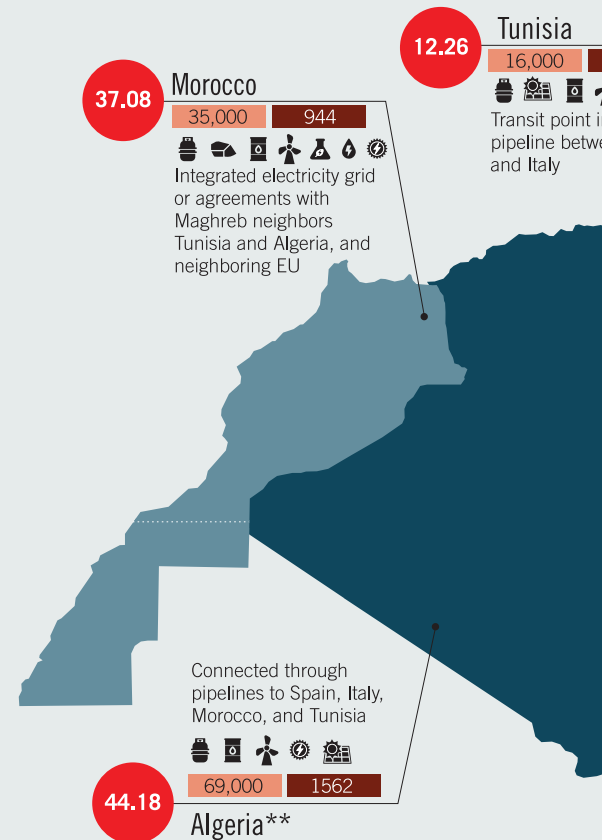 Tunisia
12.26
16,000
Transit point
pipeline
and Italy
Morocco
37.08
35,000
944
Integrated electricity grid
or agreements with
Maghreb neighbors
Tunisia and Algeria, and
neighboring EU
Connected through
pipelines to Spain, Italy,
Morocco, and Tunisia
69,000
1562
44.18
Algeria**